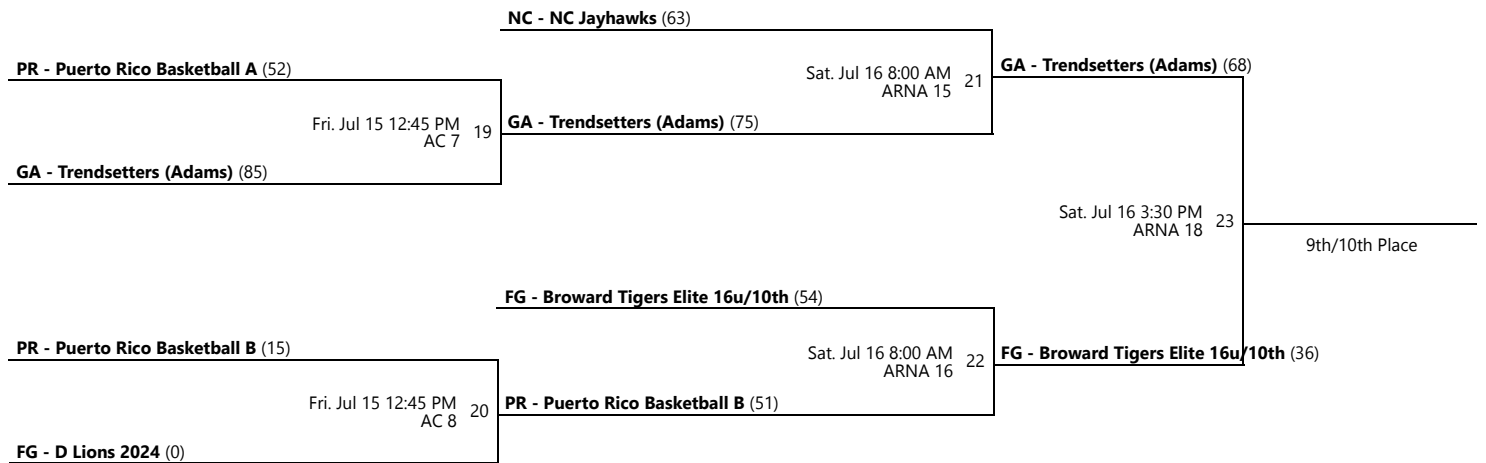 NC - NC Jayhawks (63)
PR - Puerto Rico Basketball A (52)
Sat. Jul 16 8:00 AM 21
ARNA 15
GA - Trendsetters (Adams) (68)
Fri. Jul 15 12:45 PM 19
AC 7
GA - Trendsetters (Adams) (75)
GA - Trendsetters (Adams) (85)
Sat. Jul 16 3:30 PM 23
ARNA 18
9th/10th Place
FG - Broward Tigers Elite 16u/10th (54)
PR - Puerto Rico Basketball B (15)
Sat. Jul 16 8:00 AM 22
ARNA 16
FG - Broward Tigers Elite 16u/10th (36)
Fri. Jul 15 12:45 PM 20
AC 8
PR - Puerto Rico Basketball B (51)
FG - D Lions 2024 (0)